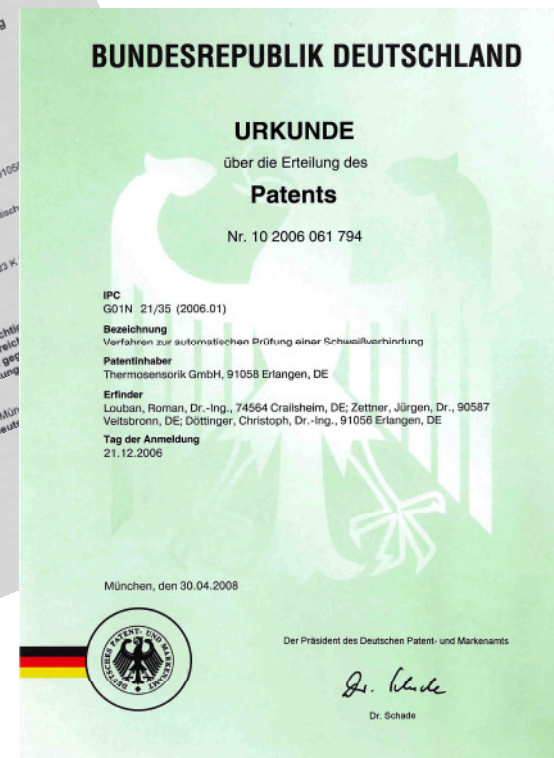 BUNDESREPUBLIK DEUTSCHLAND
URKUNDE
über die Erteilung des
Patents
Nr. 10 2006 061 794
IPC
G01N 21/35 (2006.01)
Bezeichnung
Verfahren zur automatischen Prüfung einer Schweißverbindung
Patentinhaber
Thermosensorik GmbH, 91058 Erlangen, DE
Erfinder
Louban, Roman, Dr.-Ing., 74564 Crailsheim, DE; Zettner, Jürgen, Dr., 90587
Veitsbronn, DE; Döttinger, Christoph, Dr.-Ing., 91056 Erlangen, DE
Tag der Anmeldung
21.12.2006
München, den 30.04.2008
DEUTSCHES PATENT- UND MARKENAMT
Der Präsident des Deutschen Patent- und Markenamts
Dr. Schade
Dr. Schade